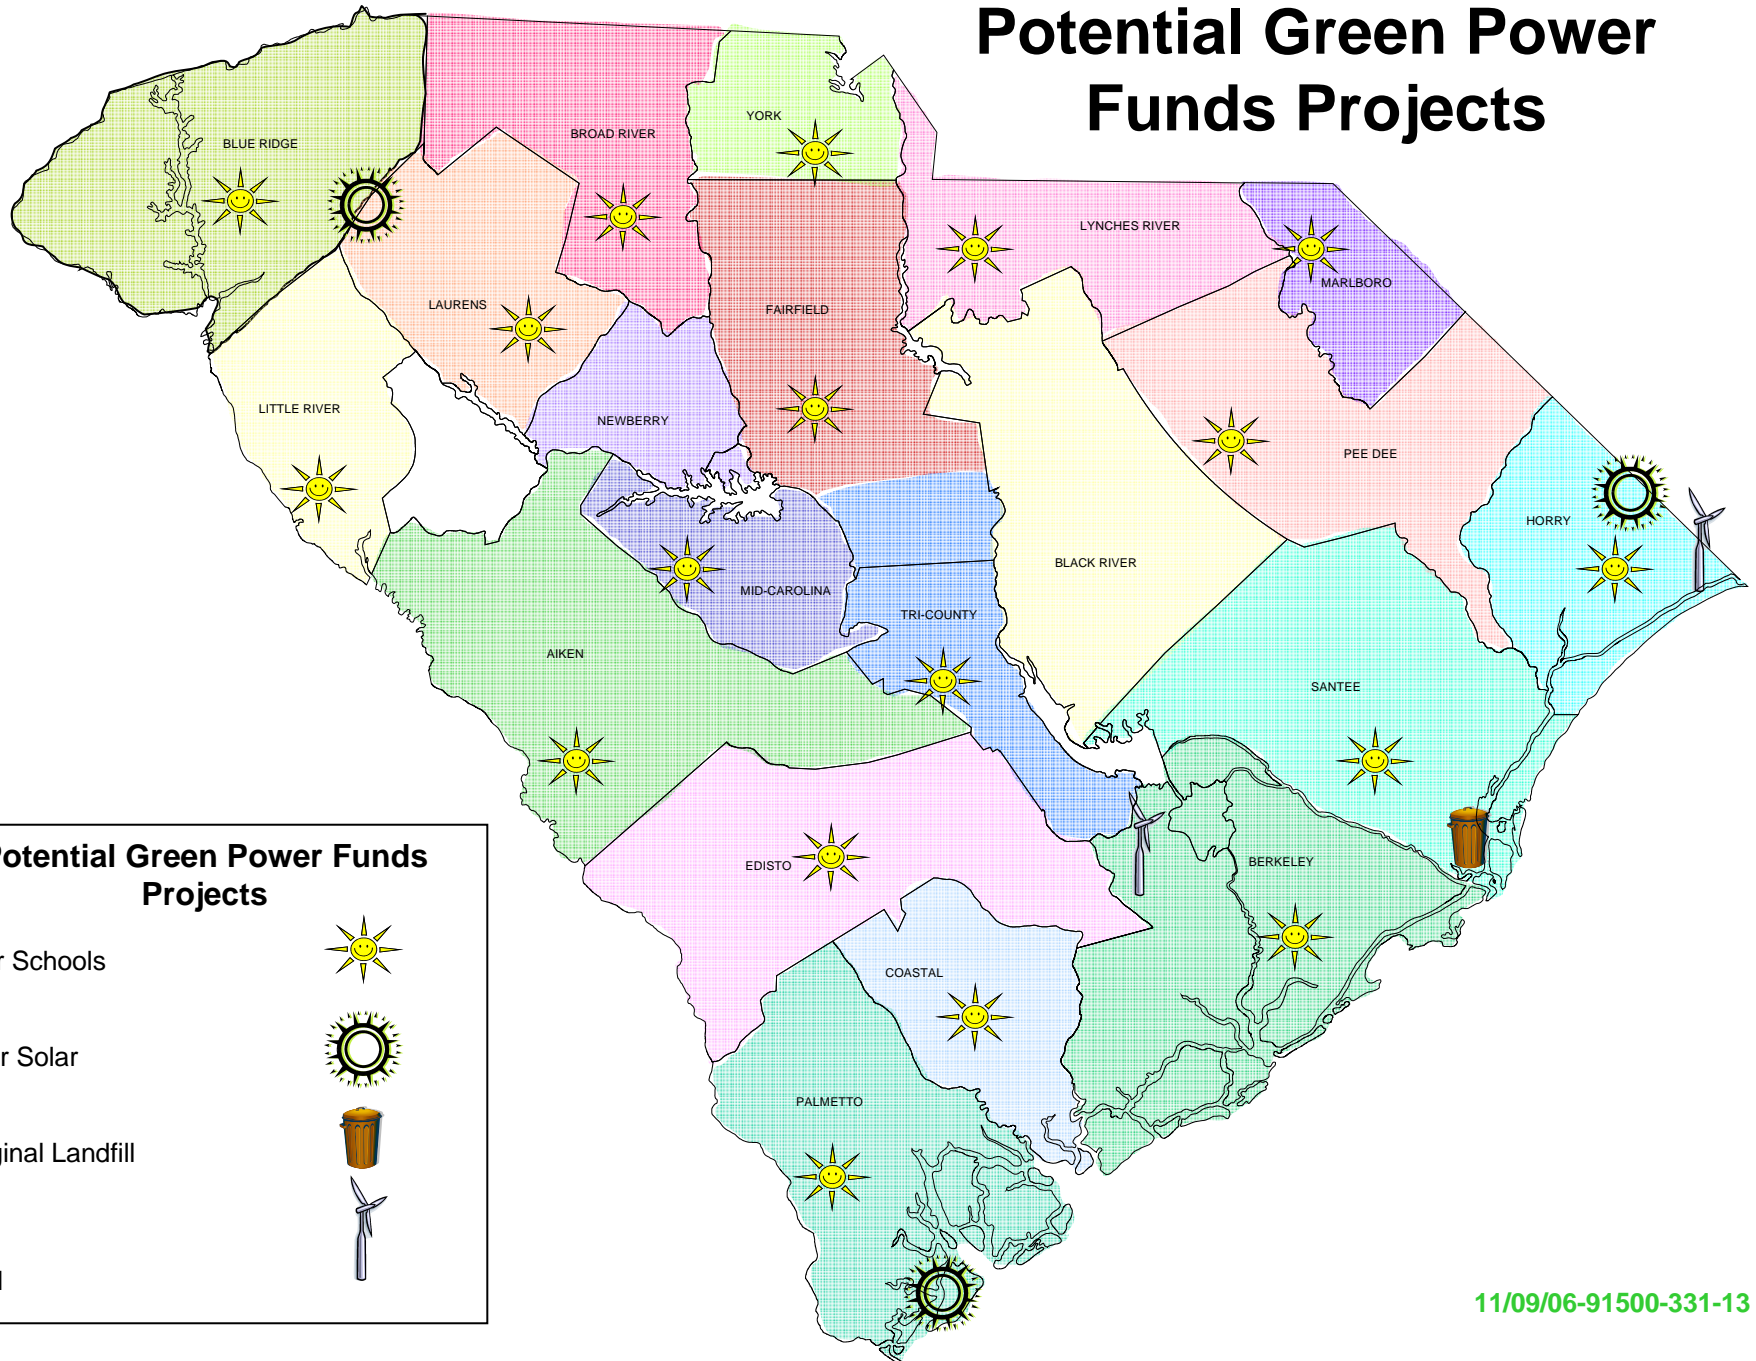 Potential Green Power
Funds Projects
YORK
BROAD RIVER
BLUE RIDGE
LYNCHES RIVER
MARLBORO
LAURENS
FAIRFIELD
LITTLE RIVER
NEWBERRY
PEE DEE
HORRY
BLACK RIVER
MID-CAROLINA
TRI-COUNTY
AIKEN
SANTEE
EDISTO
BERKELEY
COASTAL
PALMETTO
Potential Green Power Funds
Projects
r Schools
r Solar
ginal Landfill
11/09/06-91500-331-13